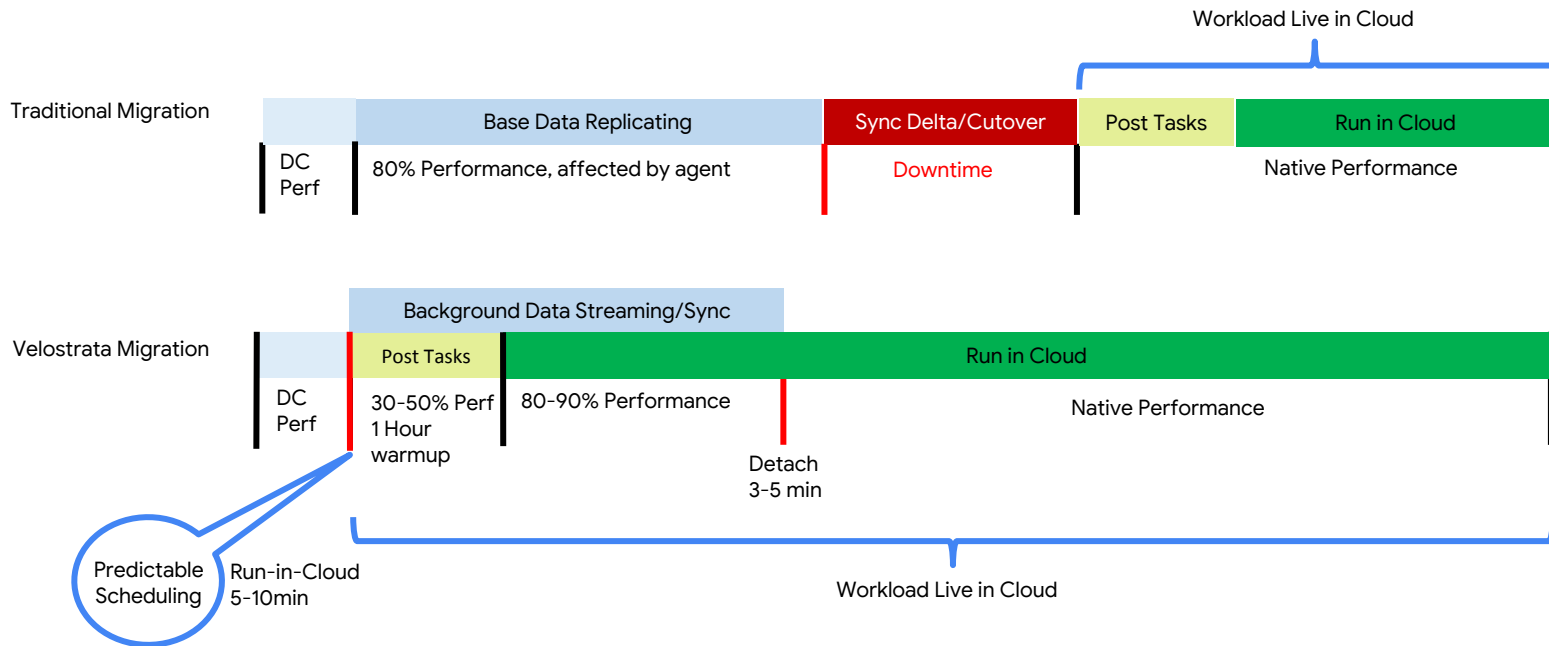 Workload Live in Cloud
Traditional Migration
Base Data Replicating
Sync Delta/Cutover
Post Tasks
Run in Cloud
DC
Perf
80% Performance, affected by agent
Downtime
Native Performance
Background Data Streaming/Sync
Velostrata Migration
Post Tasks
Run in Cloud
DC
Perf
30-50% Perf
1 Hour
warmup
80-90% Performance
Native Performance
Detach
3-5 min
Predictable
Scheduling
Run-in-Cloud
5-10min
Workload Live in Cloud